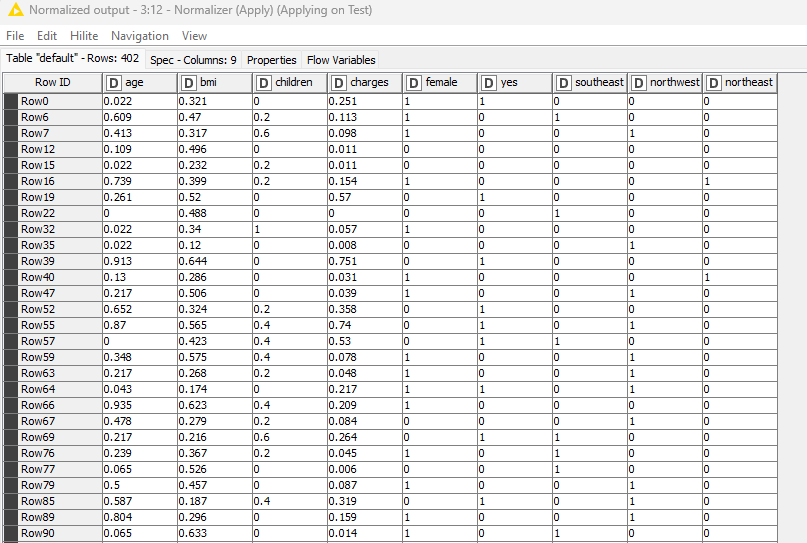 Normalized output - 3:12 - Normalizer (Apply) (Applying on Test)
File Edit Hilite Navigation View
Table "default" - Rows: 402 Spec - Columns: 9 Properties Flow Variables
Row ID D age D bmi D children D charges D female D yes D southeast D northwest D northeast
Row0 0.022 0.321 0 0.251 1 1 0 0 0
Row6 0.609 0.47 0.2 0.113 1 0 1 0 0
Row7 0.413 0.317 0.6 0.098 1 0 0 1 0
Row12 0.109 0.496 0 0.011 0 0 0 0 0
Row15 0.022 0.232 0.2 0.011 0 0 0 0 0
Row16 0.739 0.399 0.2 0.154 1 0 0 0 1
Row19 0.261 0.52 0 0.57 0 1 0 0 0
Row22 0 0.488 0 0 0 0 1 0 0
Row32 0.022 0.34 1 0.057 1 0 0 0 0
Row35 0.022 0.12 0 0.008 0 0 0 1 0
Row39 0.913 0.644 0 0.751 0 1 0 0 0
Row40 0.13 0.286 0 0.031 1 0 0 0 1
Row47 0.217 0.506 0 0.039 1 0 0 1 0
Row52 0.652 0.324 0.2 0.358 0 1 0 0 0
Row55 0.87 0.565 0.4 0.74 0 1 0 1 0
Row57 0 0.423 0.4 0.53 0 1 1 0 0
Row59 0.348 0.575 0.4 0.078 1 0 0 1 0
Row63 0.217 0.268 0.2 0.048 1 0 0 1 0
Row64 0.043 0.174 0 0.217 1 1 0 1 0
Row66 0.935 0.623 0.4 0.209 1 0 0 0 0
Row67 0.478 0.279 0.2 0.084 0 0 0 1 0
Row69 0.217 0.216 0.6 0.264 0 1 1 0 0
Row76 0.239 0.367 0.2 0.045 1 0 1 0 0
Row77 0.065 0.526 0 0.006 0 0 1 0 0
Row79 0.5 0.457 0 0.087 1 0 0 1 0
Row85 0.587 0.187 0.4 0.319 0 1 0 1 0
Row89 0.804 0.296 0 0.159 1 0 0 1 0
Row90 0.065 0.633 0 0.014 1 0 1 0 0